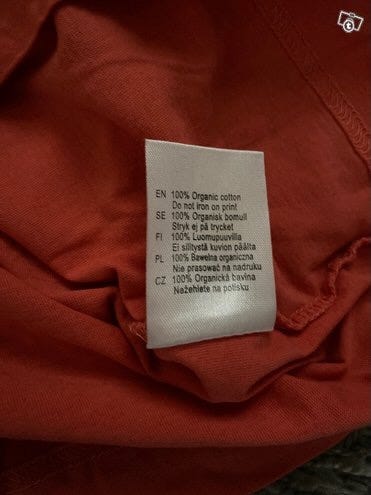 EN 100% Organic cotton
Do not iron on print
SE 100% Organisk bomull
Stryk ej på trycket
FI 100% Luomupuuvilla
Ei silitystä kuvion päälta
PL 100% Bawełna organiczna
Nie prasować na nadruku
CZ 100% Organická bavlna
Nažehlete na potisku